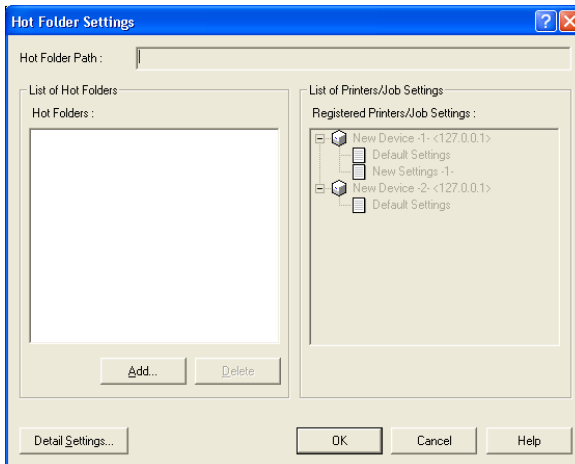 Hot Folder Settings
Hot Folder Path :
List of Hot Folders
Hot Folders :
Add...
Delete
List of Printers/Job Settings
Registered Printers/Job Settings :
New Device -1- <127.0.0.1>
Default Settings
New Settings -1-
New Device -2- <127.0.0.1>
Default Settings
Detail Settings...
OK
Cancel
Help